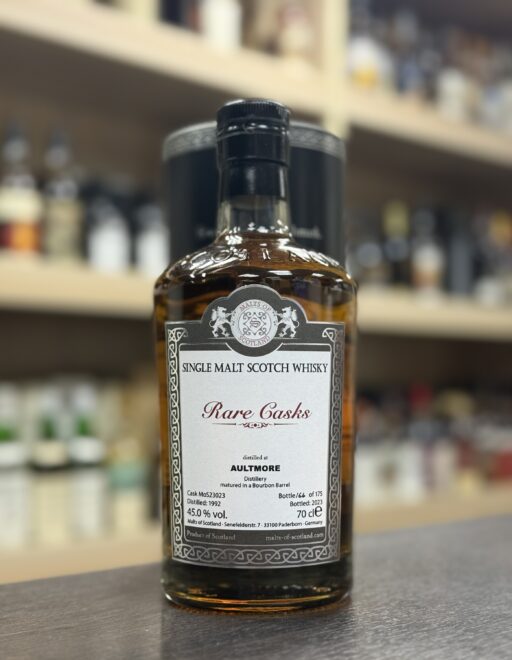 MALTS OF
SCOTLAND
SINGLE MALT SCOTCH WHISKY
Rare Casks
distilled at
AULTMORE
Distillery
matured in a Bourbon Barrel
Cask MoS23023
Bottle of 175
Distilled: 1992
Bottled: 2023
45.0 % vol.
70 cl e
Malts of Scotland · Senefelderstr. 7 · 33100 Paderborn · Germany
Product of Scotland
malts-of-scotland.com